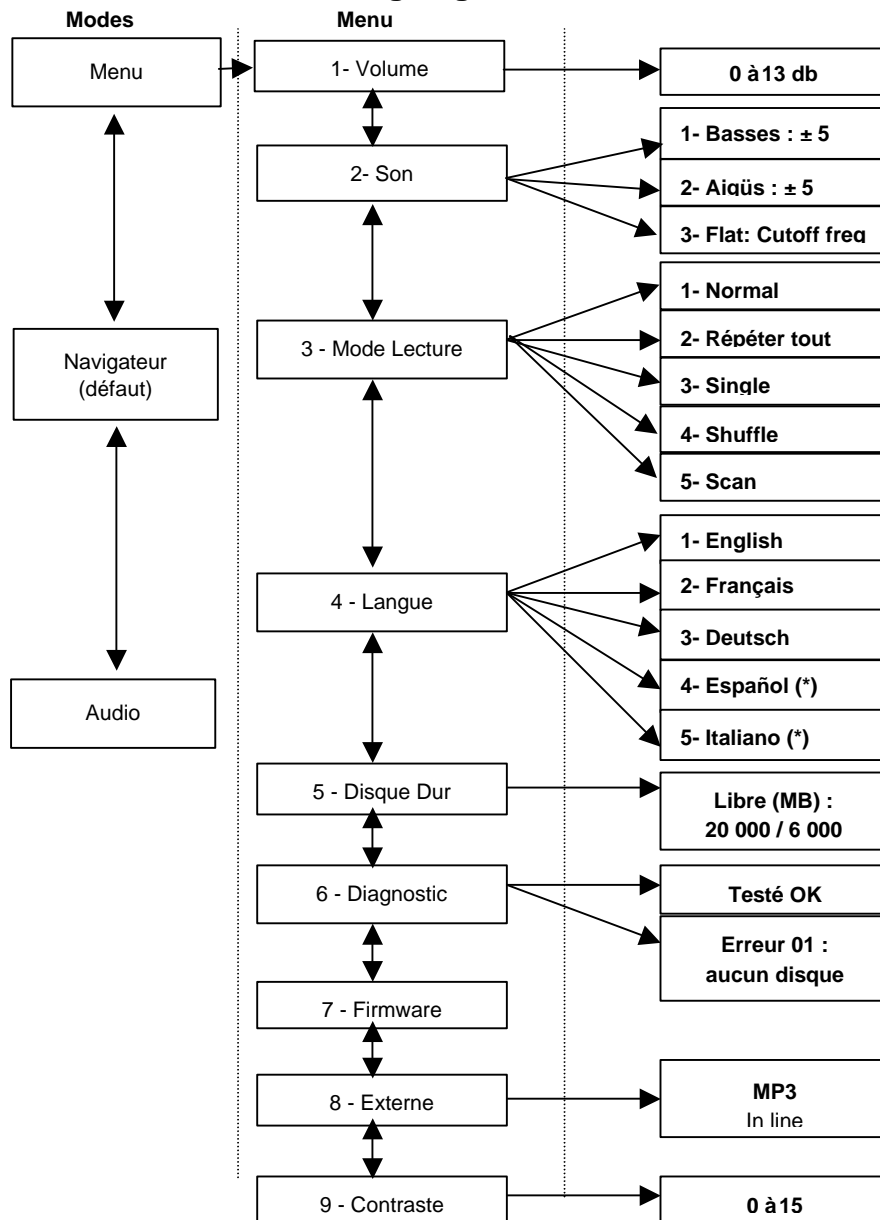 Modes Menu
Menu
1- Volume
0 à 13 db
1- Basses : ± 5
2- Son
2- Aigüs : ± 5
3- Flat: Cutoff freq
1- Normal
2- Répéter tout
3 - Mode Lecture
Navigateur
(défaut)
3- Single
4- Shuffle
5- Scan
1- English
2- Français
4 - Langue
3- Deutsch
4- Español (*)
Audio
5- Italiano (*)
5 - Disque Dur
Libre (MB) :
20 000 / 6 000
6 - Diagnostic
Testé OK
Erreur 01 :
aucun disque
7 - Firmware
8 - Externe
MP3
In line
9 - Contraste
0 à 15